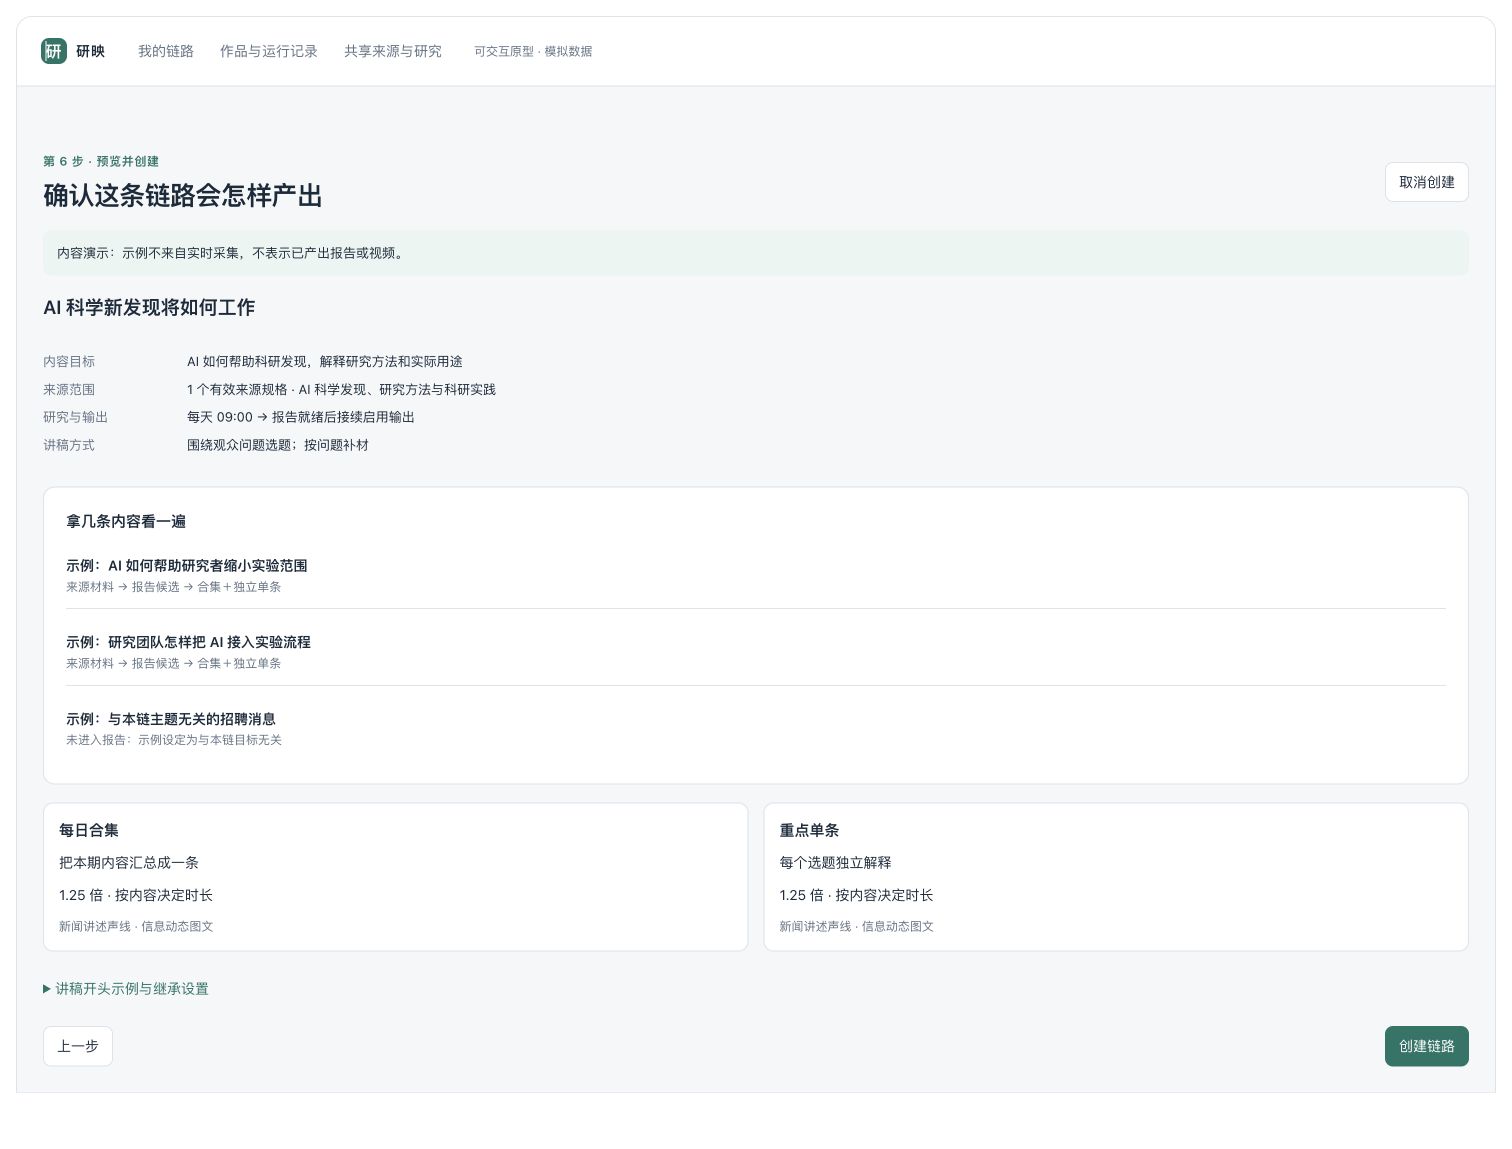 研 研映 我的链路 作品与运行记录 共享来源与研究 可交互原型 · 模拟数据
第 6 步 · 预览并创建
确认这条链路会怎样产出
取消创建
内容演示：示例不来自实时采集，不表示已产出报告或视频。
AI 科学新发现将如何工作
内容目标 AI 如何帮助科研发现，解释研究方法和实际用途
来源范围 1 个有效来源规格 · AI 科学发现、研究方法与科研实践
研究与输出 每天 09:00 → 报告就绪后接续启用输出
讲稿方式 围绕观众问题选题；按问题补材
拿几条内容看一遍
示例：AI 如何帮助研究者缩小实验范围
来源材料 → 报告候选 → 合集＋独立单条
示例：研究团队怎样把 AI 接入实验流程
来源材料 → 报告候选 → 合集＋独立单条
示例：与本链主题无关的招聘消息
未进入报告：示例设定为与本链目标无关
每日合集
把本期内容汇总成一条
1.25 倍 · 按内容决定时长
新闻讲述声线 · 信息动态图文
重点单条
每个选题独立解释
1.25 倍 · 按内容决定时长
新闻讲述声线 · 信息动态图文
▶ 讲稿开头示例与继承设置
上一步
创建链路